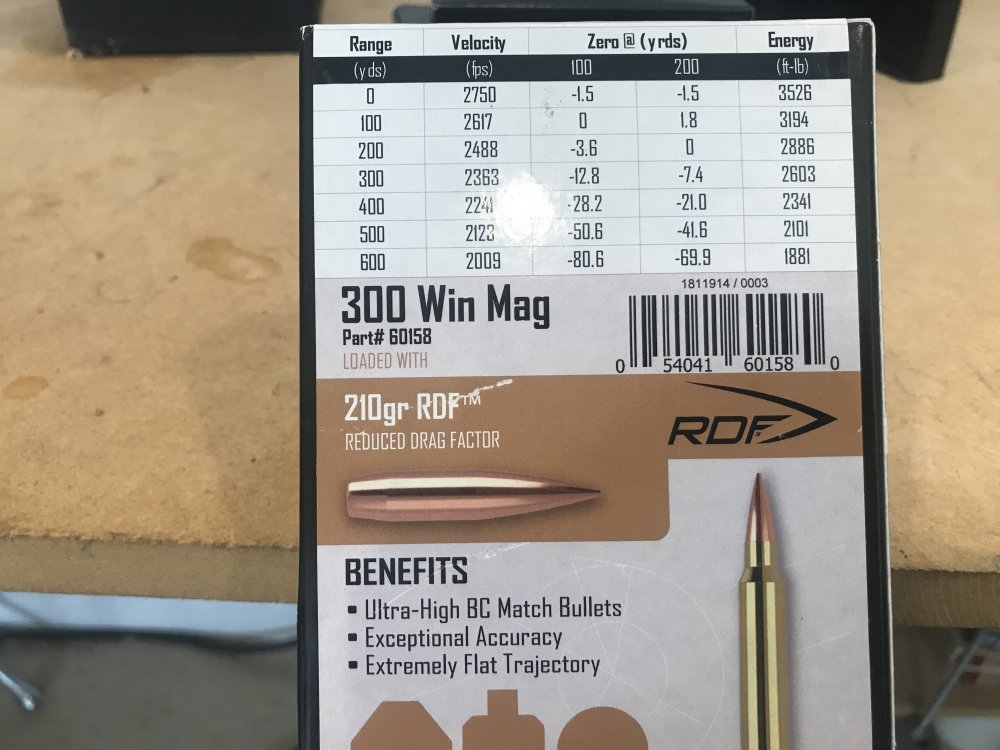 Range Velocity Zero @ (yrds) Energy
(yds) (fps) 100 200 (ft-lb)
0 2750 -1.5 -1.5 3526
100 2617 0 1.8 3194
200 2488 -3.6 0 2886
300 2363 -12.8 -7.4 2603
400 2241 -28.2 -21.0 2341
500 2123 -50.6 -41.6 2101
600 2009 -80.6 -69.9 1881
1811914 / 0003
300 Win Mag
Part# 60158
LOADED WITH
0 54041 60158 0
210gr RDF™
REDUCED DRAG FACTOR
RDF™
BENEFITS
▪ Ultra-High BC Match Bullets
▪ Exceptional Accuracy
▪ Extremely Flat Trajectory